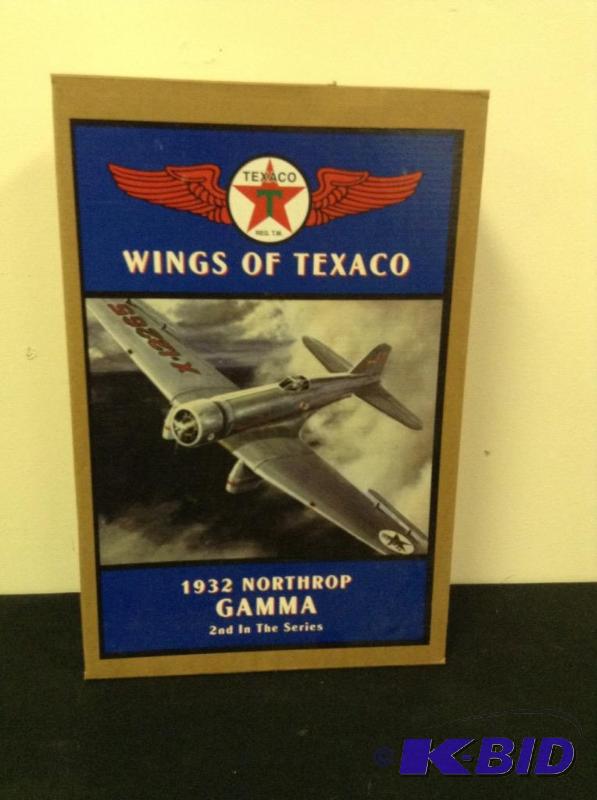 TEXACO
T
REG. T.M.
WINGS OF TEXACO
X-12265
1932 NORTHROP
GAMMA
2nd In The Series
© K-BID